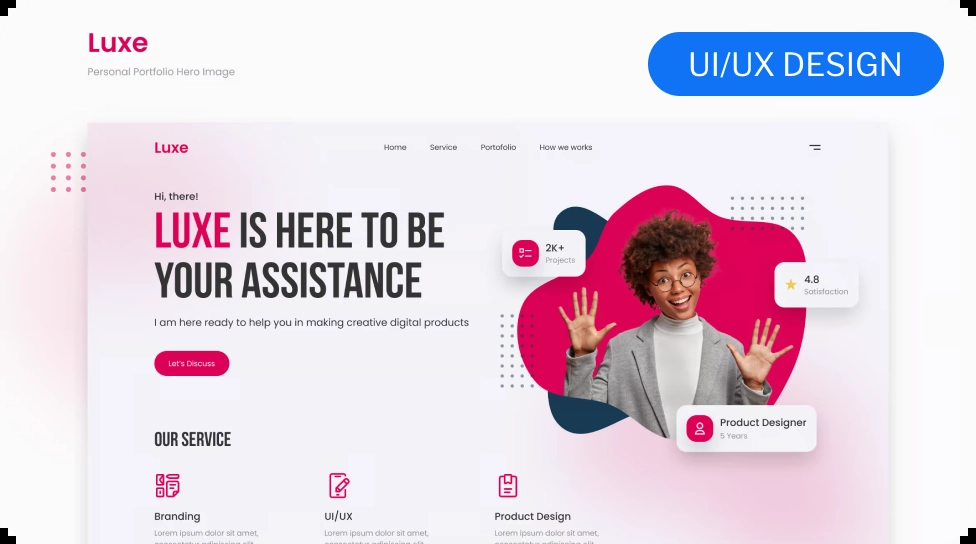 Luxe
Personal Portfolio Hero Image
UI/UX DESIGN
Luxe
Home Service Portofolio How we works
Hi, there!
LUXE IS HERE TO BE
YOUR ASSISTANCE
I am here ready to help you in making creative digital products
Let's Discuss
2K+
Projects
4.8
Satisfaction
Product Designer
5 Years
OUR SERVICE
Branding
Lorem ipsum dolor sit amet,
UI/UX
Lorem ipsum dolor sit amet,
Product Design
Lorem ipsum dolor sit amet,